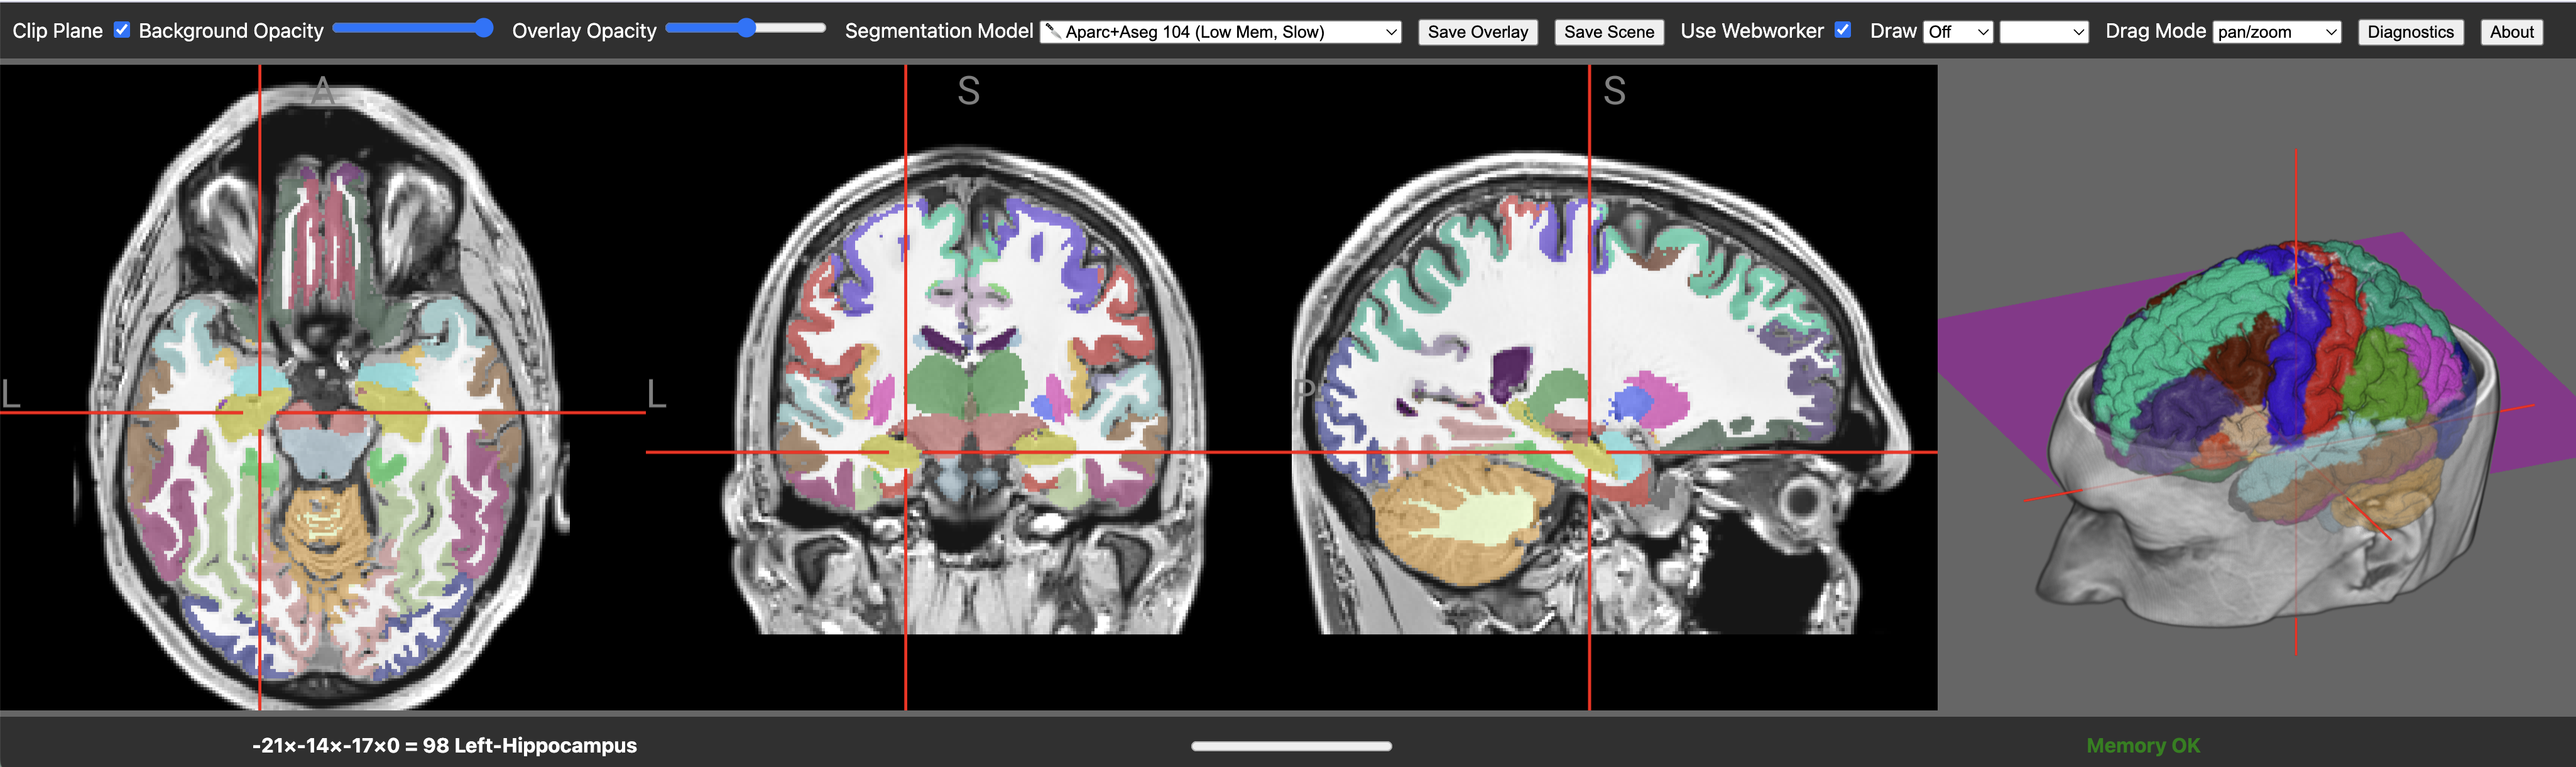 Clip Plane Background Opacity Overlay Opacity Segmentation Model Aparc+Aseg 104 (Low Mem, Slow) Save Overlay Save Scene Use Webworker Draw Off Drag Mode pan/zoom Diagnostics About
A S S
L L P
-21×-14×-17×0 = 98 Left-Hippocampus Memory OK